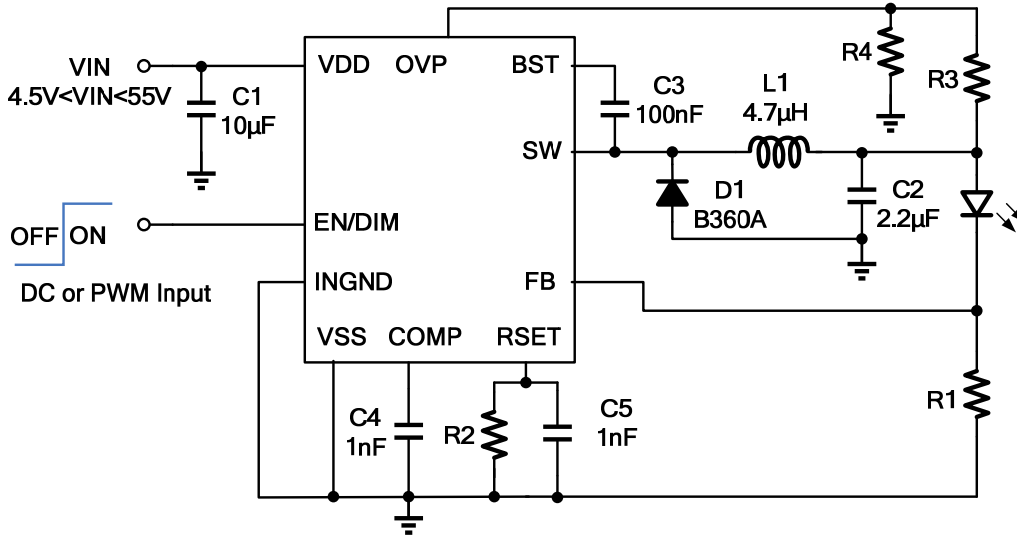 VIN
4.5V<VIN<55V
C1
10µF
VDD
OVP
BST
C3
100nF
L1
4.7µH
R4
R3
SW
D1
B360A
C2
2.2µF
OFF
ON
EN/DIM
DC or PWM Input
INGND
FB
VSS
COMP
RSET
C4
1nF
R2
C5
1nF
R1